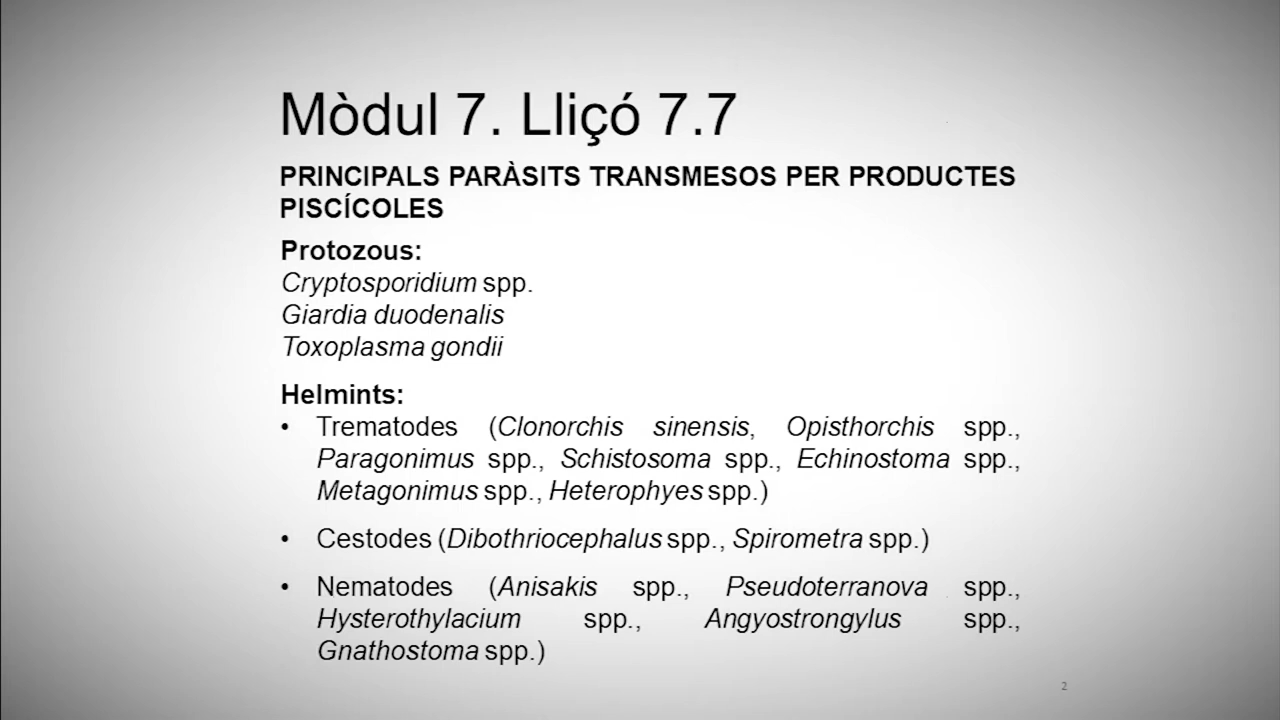 Mòdul 7. Lliçó 7.7
PRINCIPALS PARÀSITS TRANSMESOS PER PRODUCTES
PISCÍCOLES
Protozous:
Cryptosporidium spp.
Giardia duodenalis
Toxoplasma gondii
Helmints:
• Trematodes (Clonorchis sinensis, Opisthorchis spp.,
Paragonimus spp., Schistosoma spp., Echinostoma spp.,
Metagonimus spp., Heterophyes spp.)
• Cestodes (Dibothriocephalus spp., Spirometra spp.)
• Nematodes (Anisakis spp., Pseudoterranova spp.,
Hysterothylacium spp., Angyostrongylus spp.,
Gnathostoma spp.)
2